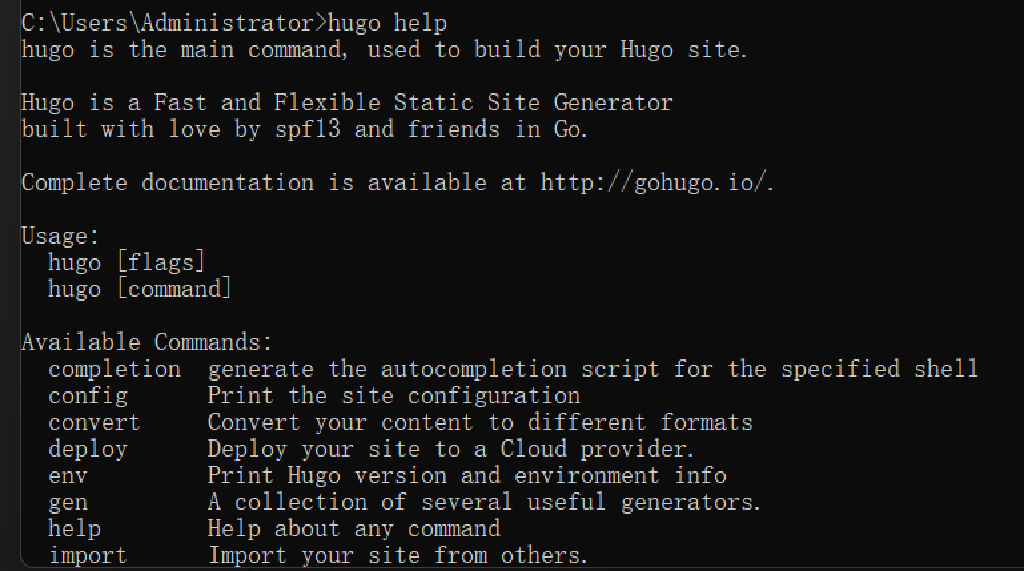 C:\Users\Administrator>hugo help
hugo is the main command, used to build your Hugo site.

Hugo is a Fast and Flexible Static Site Generator
built with love by spf13 and friends in Go.

Complete documentation is available at http://gohugo.io/.

Usage:
  hugo [flags]
  hugo [command]

Available Commands:
  completion  generate the autocompletion script for the specified shell
  config      Print the site configuration
  convert     Convert your content to different formats
  deploy      Deploy your site to a Cloud provider.
  env         Print Hugo version and environment info
  gen         A collection of several useful generators.
  help        Help about any command
  import      Import your site from others.